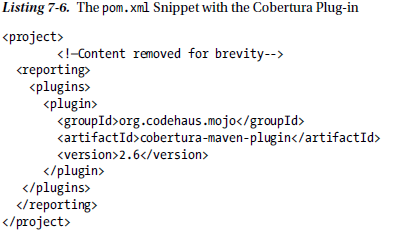 Listing 7-6. The pom.xml Snippet with the Cobertura Plug-in
<project>
<!—Content removed for brevity-->
<reporting>
<plugins>
<plugin>
<groupId>org.codehaus.mojo</groupId>
<artifactId>cobertura-maven-plugin</artifactId>
<version>2.6</version>
</plugin>
</plugins>
</reporting>
</project>